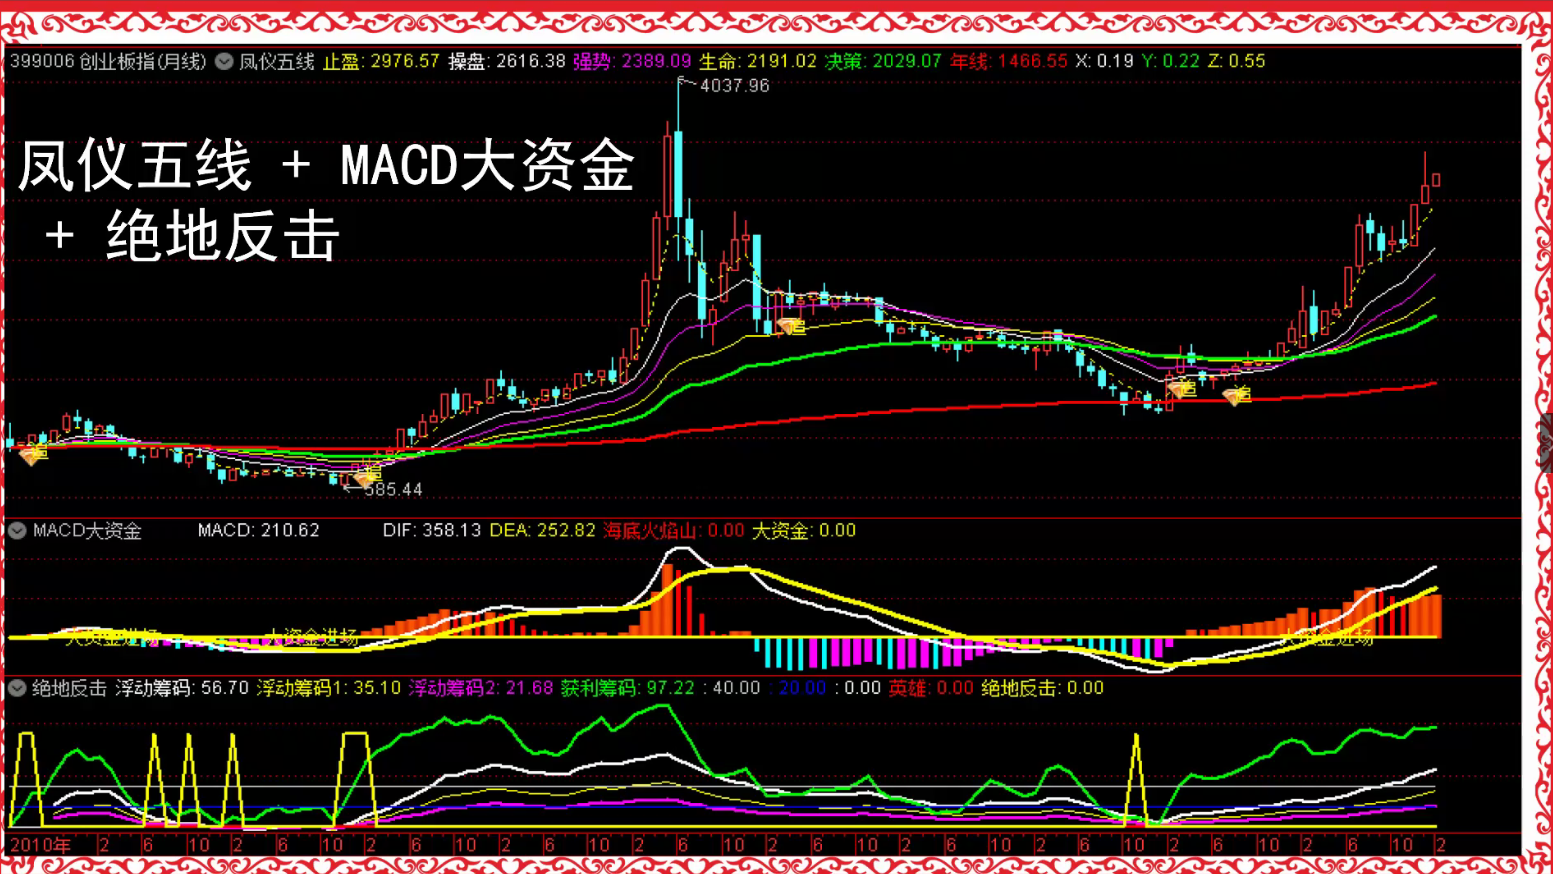 399006 创业板指(月线) 凤仪五线 止盈: 2976.57 操盘: 2616.38 强势: 2389.09 生命: 2191.02 决策: 2029.07 年线: 1466.55 X: 0.19 Y: 0.22 Z: 0.55
4037.96
凤仪五线 + MACD大资金
+ 绝地反击
追
追
追
追
追
585.44
MACD大资金 MACD: 210.62 DIF: 358.13 DEA: 252.82 海底火焰山: 0.00 大资金: 0.00
大资金进场 大资金进场 大资金进场
绝地反击 浮动筹码: 56.70 浮动筹码1: 35.10 浮动筹码2: 21.68 获利筹码: 97.22 : 40.00 : 20.00 : 0.00 英雄: 0.00 绝地反击: 0.00
2010年 2 6 10 2 6 10 2 6 10 2 6 10 2 6 10 2 6 10 2 6 10 2 6 10 2 6 10 2 6 10 2